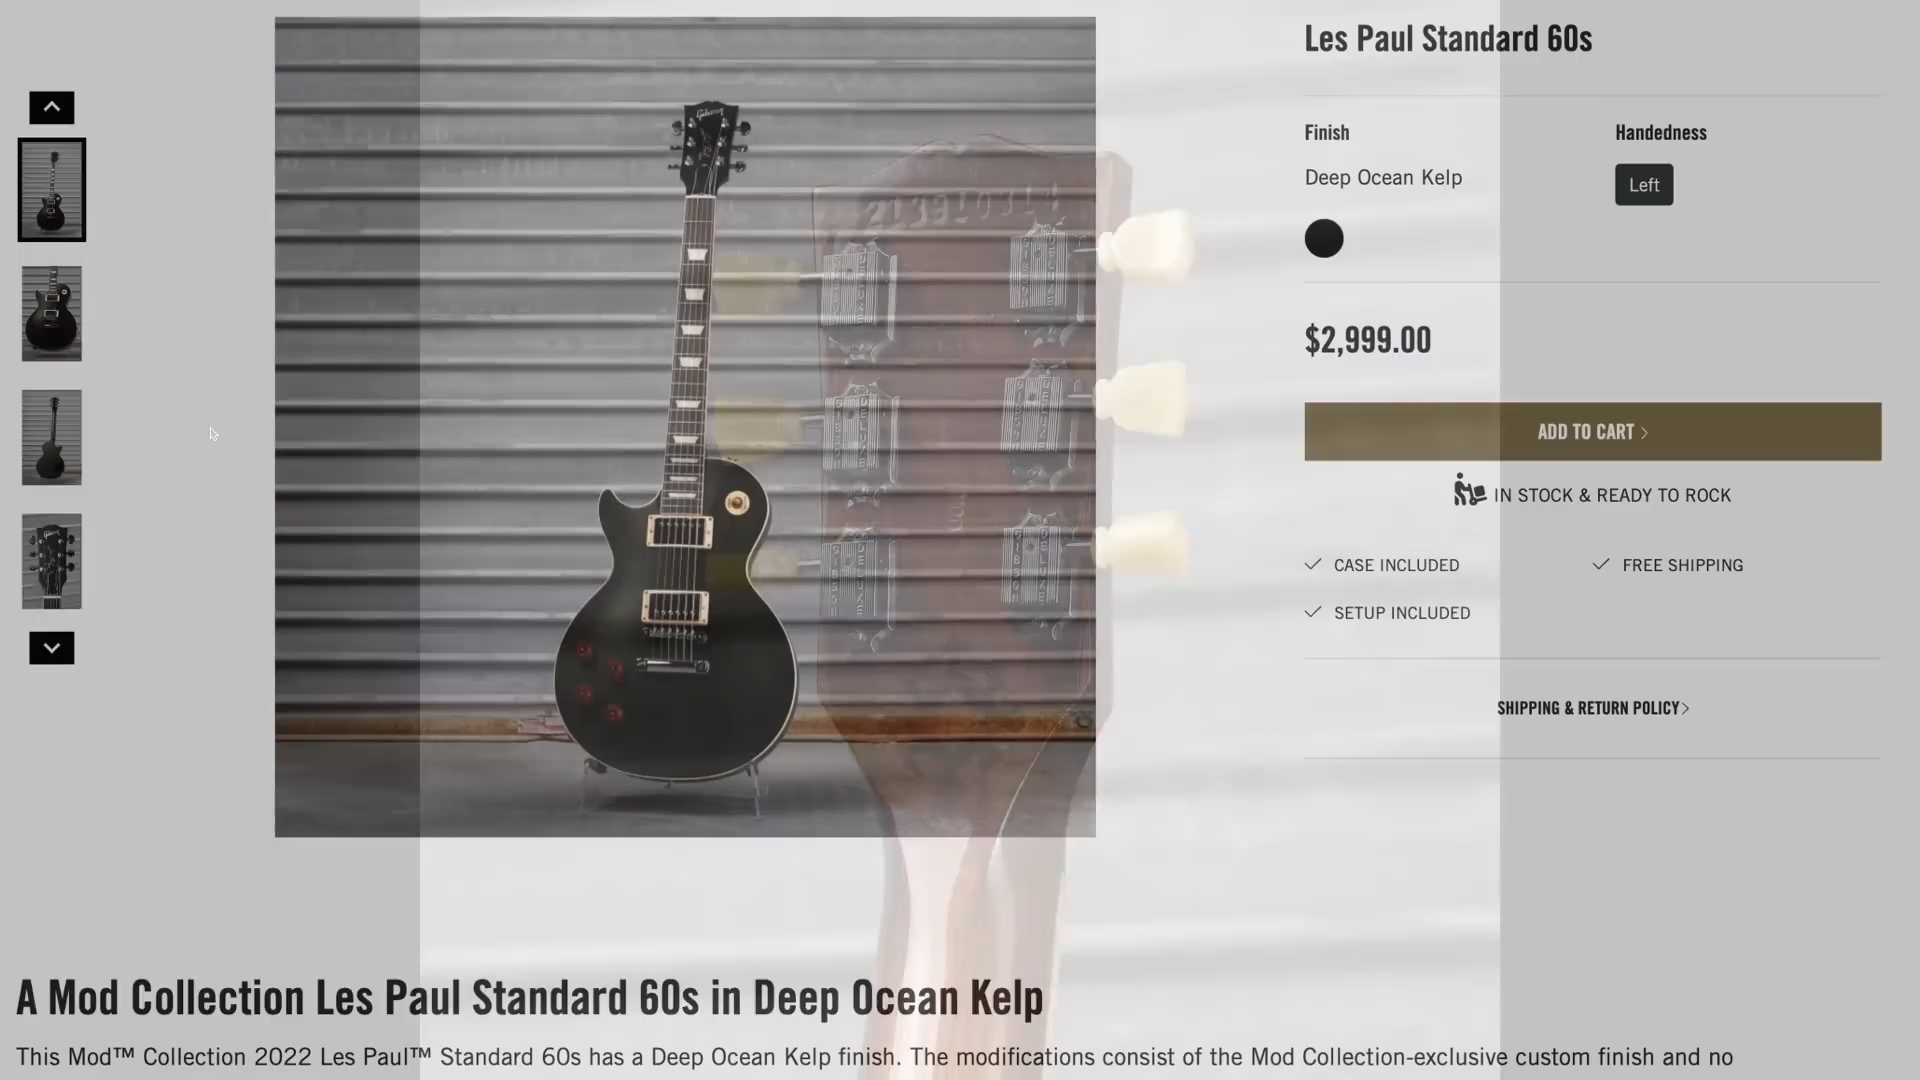 Les Paul Standard 60s
Finish
Handedness
Deep Ocean Kelp
Left
$2,999.00
ADD TO CART >
IN STOCK & READY TO ROCK
CASE INCLUDED
FREE SHIPPING
SETUP INCLUDED
SHIPPING & RETURN POLICY >
Gibson
A Mod Collection Les Paul Standard 60s in Deep Ocean Kelp
This Mod™ Collection 2022 Les Paul™ Standard 60s has a Deep Ocean Kelp finish. The modifications consist of the Mod Collection-exclusive custom finish and no